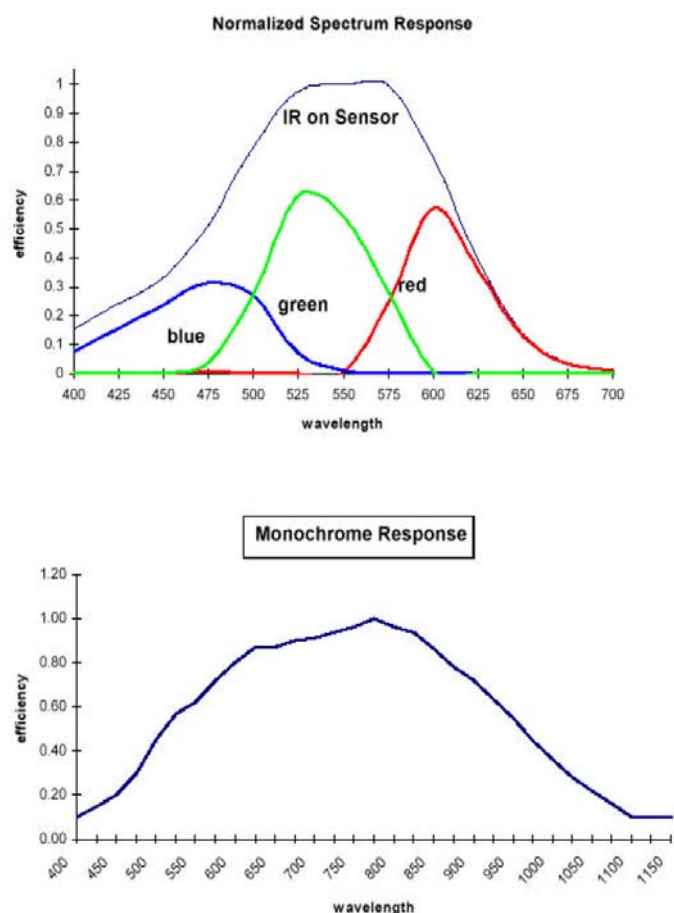 Normalized Spectrum Response
1
0.9
0.8
0.7
0.6
0.5
0.4
0.3
0.2
0.1
0
efficiency
IR on Sensor
blue
green
red
400 425 450 475 500 525 550 575 600 625 650 675 700
wavelength
Monochrome Response
1.20
1.00
0.80
0.60
0.40
0.20
0.00
efficiency
400 450 500 550 600 650 700 750 800 850 900 950 1000 1050 1100 1150
wavelength